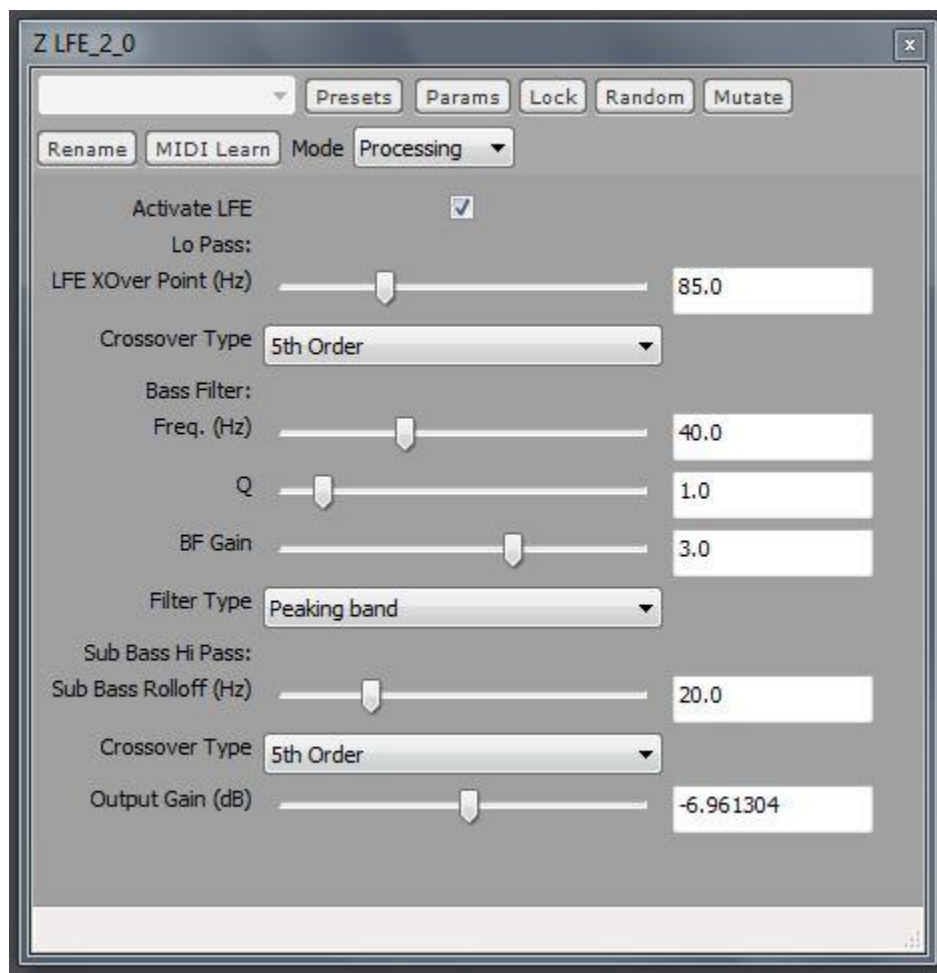 Z LFE_2_0
Presets Params Lock Random Mutate
Rename MIDI Learn Mode Processing
Activate LFE
Lo Pass:
LFE XOver Point (Hz) 85.0
Crossover Type 5th Order
Bass Filter:
Freq. (Hz) 40.0
Q 1.0
BF Gain 3.0
Filter Type Peaking band
Sub Bass Hi Pass:
Sub Bass Rolloff (Hz) 20.0
Crossover Type 5th Order
Output Gain (dB) -6.961304